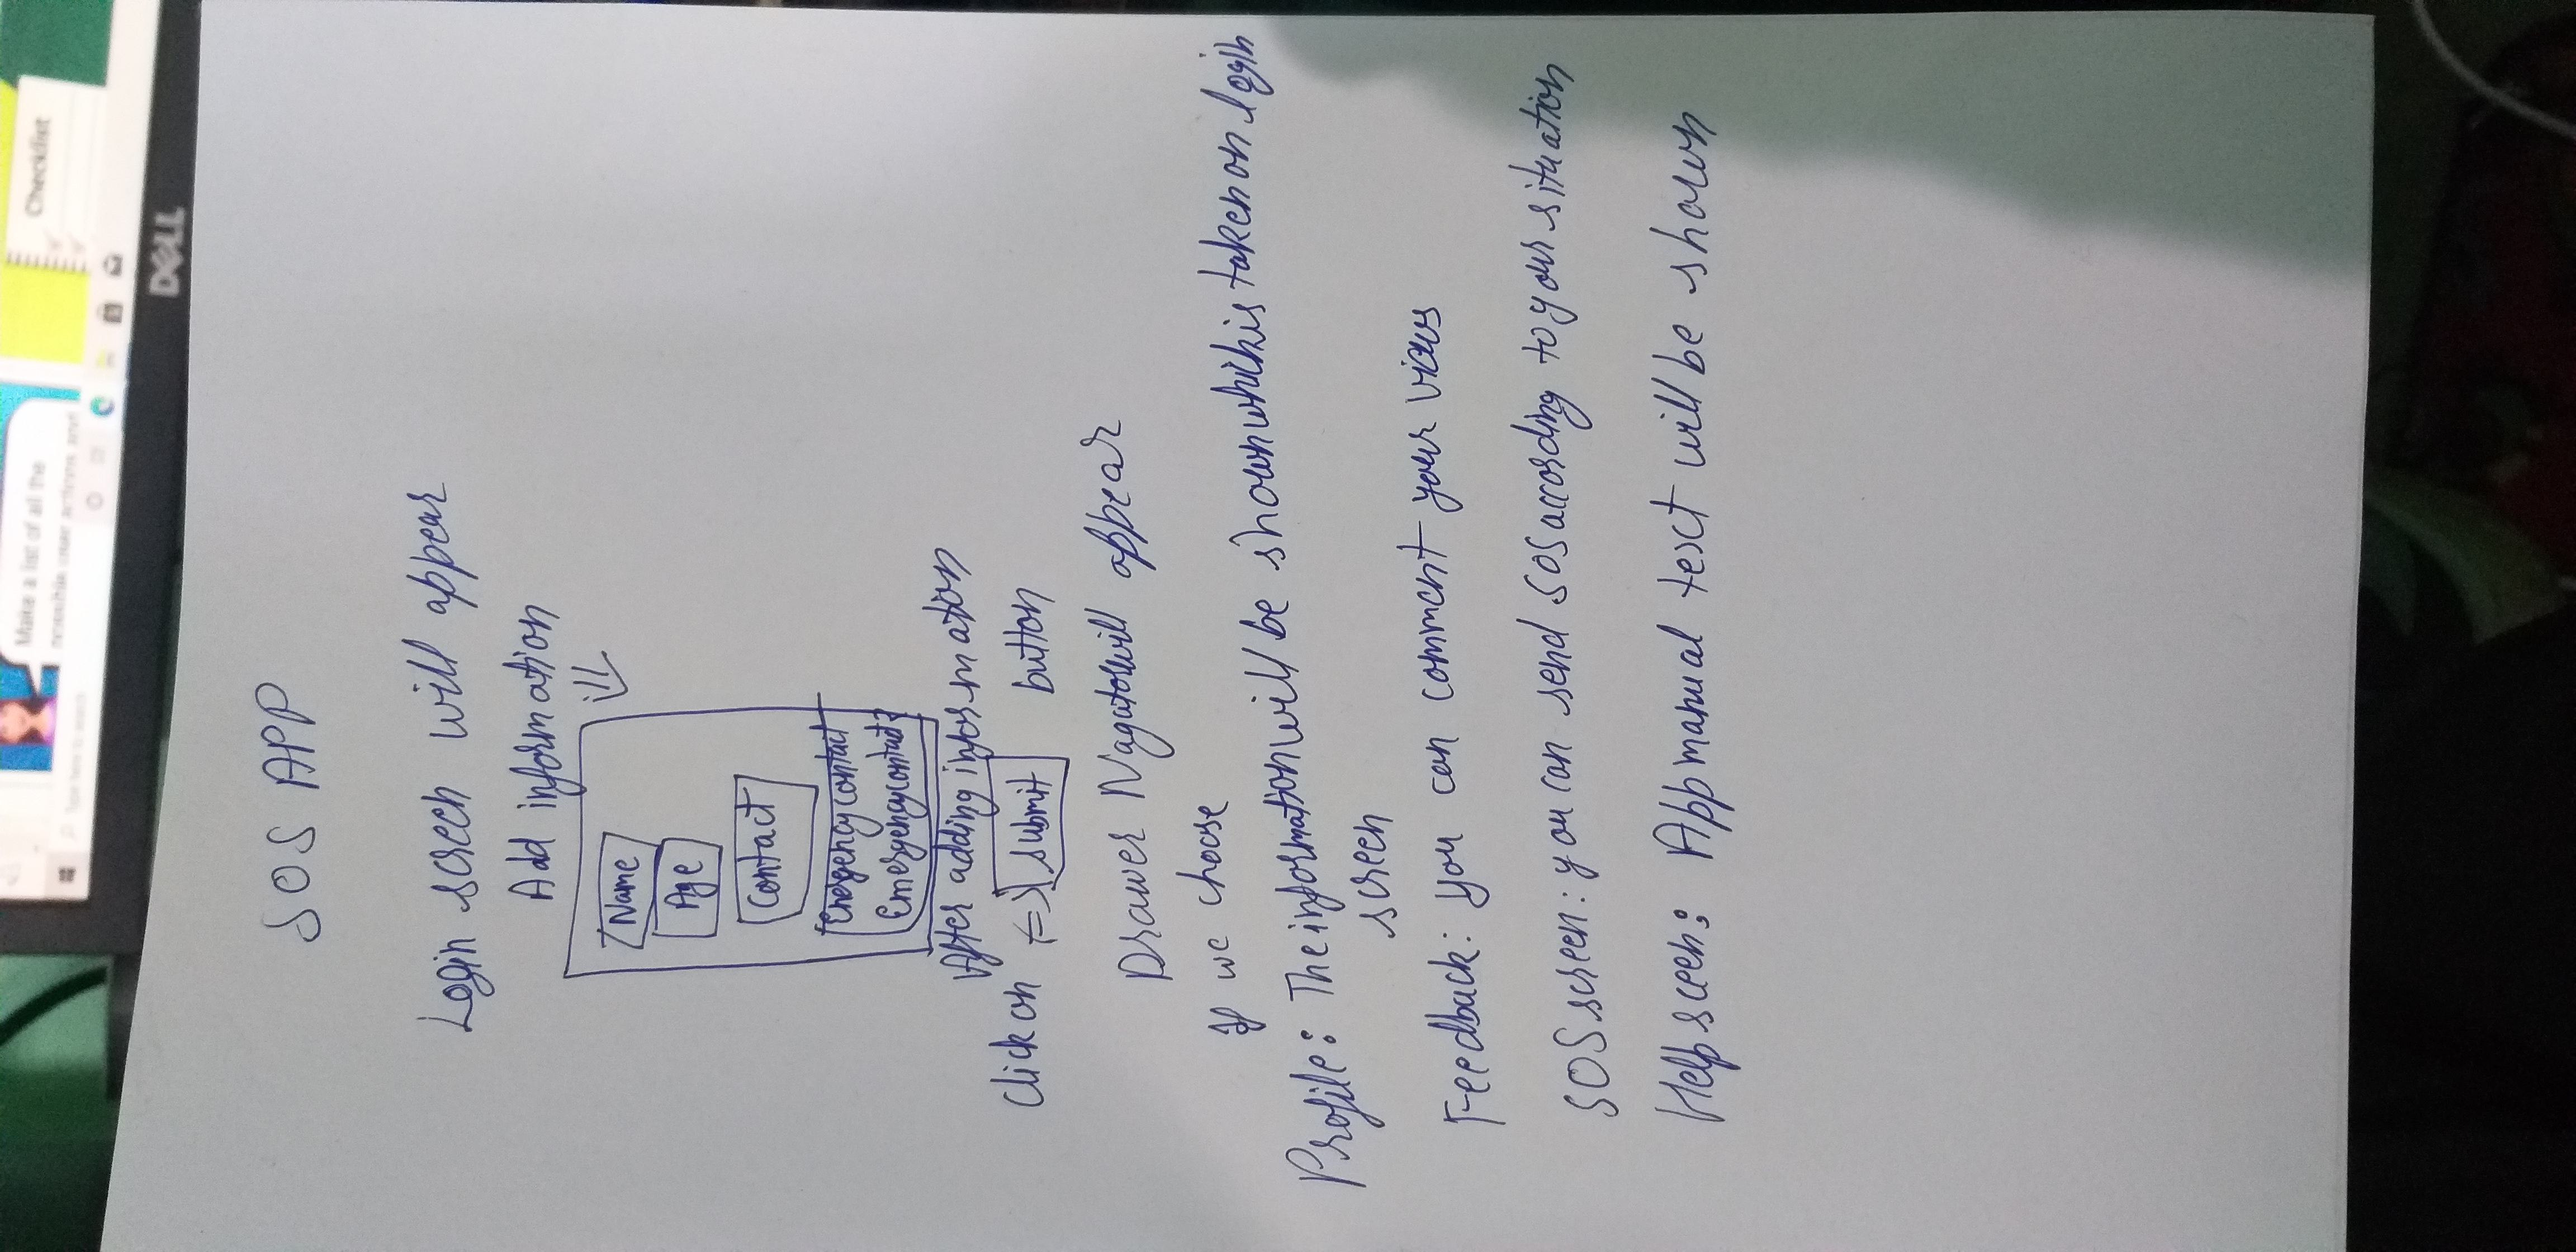 Make a list of all the
possible user actions and
Checklist
Type here to search
DELL
SOS APP
Login screen will appear
Add information
Name
Age
Contact
Emergency contact
Emergency contact 2
After adding information
Click on => submit button
Drawer Nagator will appear
If we choose
Profile: The information will be shown which is taken on login
screen
Feedback: you can comment your views
SOS screen: you can send SOS according to your situation
Help sceen: App manual text will be shown